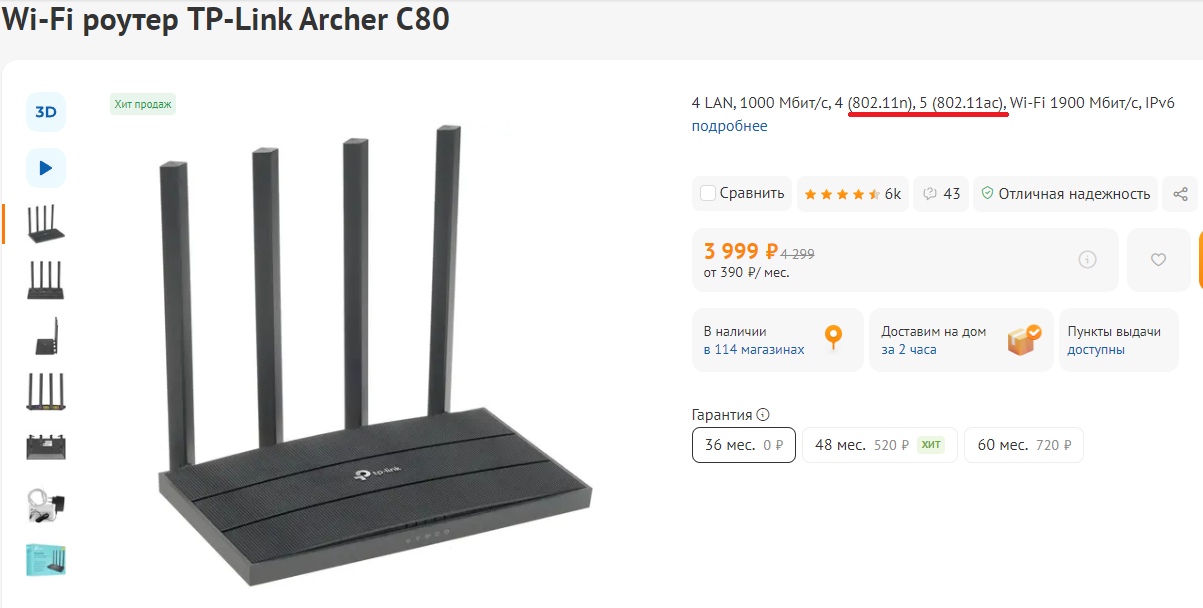 Wi-Fi роутер TP-Link Archer C80
3D
Хит продаж
tp-link
4 LAN, 1000 Мбит/с, 4 (802.11n), 5 (802.11ac), Wi-Fi 1900 Мбит/с, IPv6
подробнее
Сравнить
6k
43
Отличная надежность
3 999 ₽ 4 299
от 390 ₽/ мес.
В наличии
в 114 магазинах
Доставим на дом
за 2 часа
Пункты выдачи
доступны
Гарантия
36 мес. 0 ₽
48 мес. 520 ₽ ХИТ
60 мес. 720 ₽